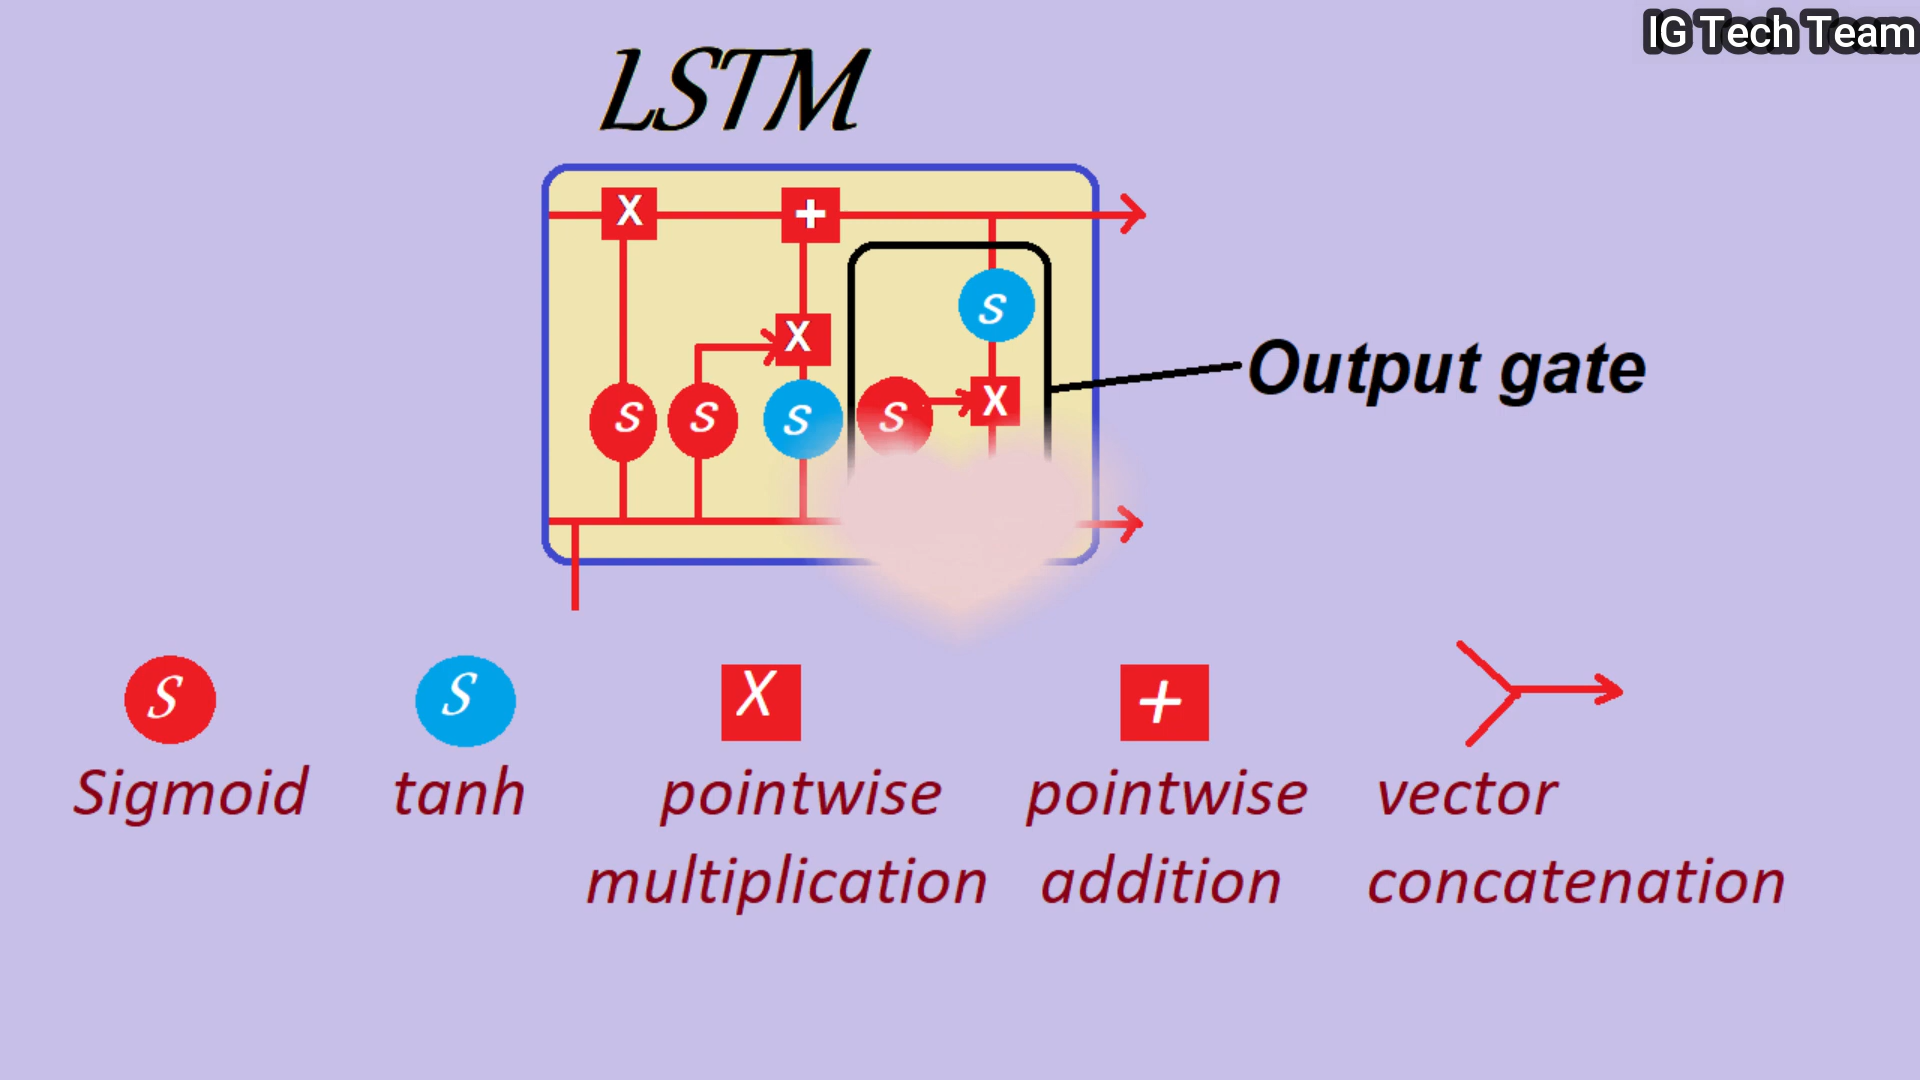 IG Tech Team
LSTM
X
+
S
X
S
S
S
S
X
Output gate
S
S
X
+
Sigmoid
tanh
pointwise
multiplication
pointwise
addition
vector
concatenation